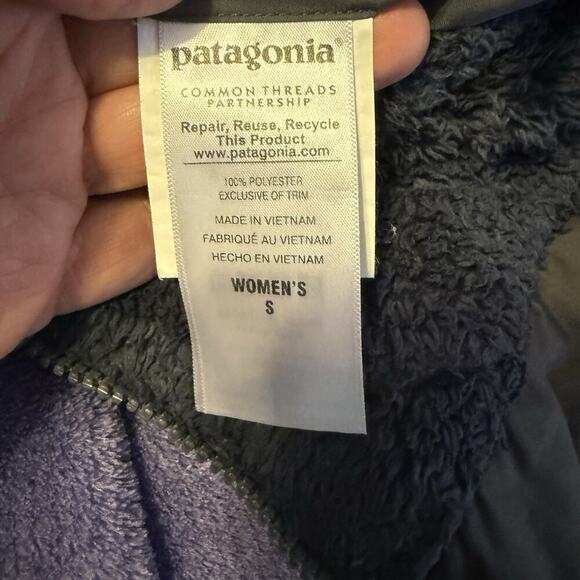 patagonia®
COMMON THREADS
PARTNERSHIP
Repair, Reuse, Recycle
This Product
www.patagonia.com
100% POLYESTER
EXCLUSIVE OF TRIM
MADE IN VIETNAM
FABRIQUÉ AU VIETNAM
HECHO EN VIETNAM
WOMEN'S
S